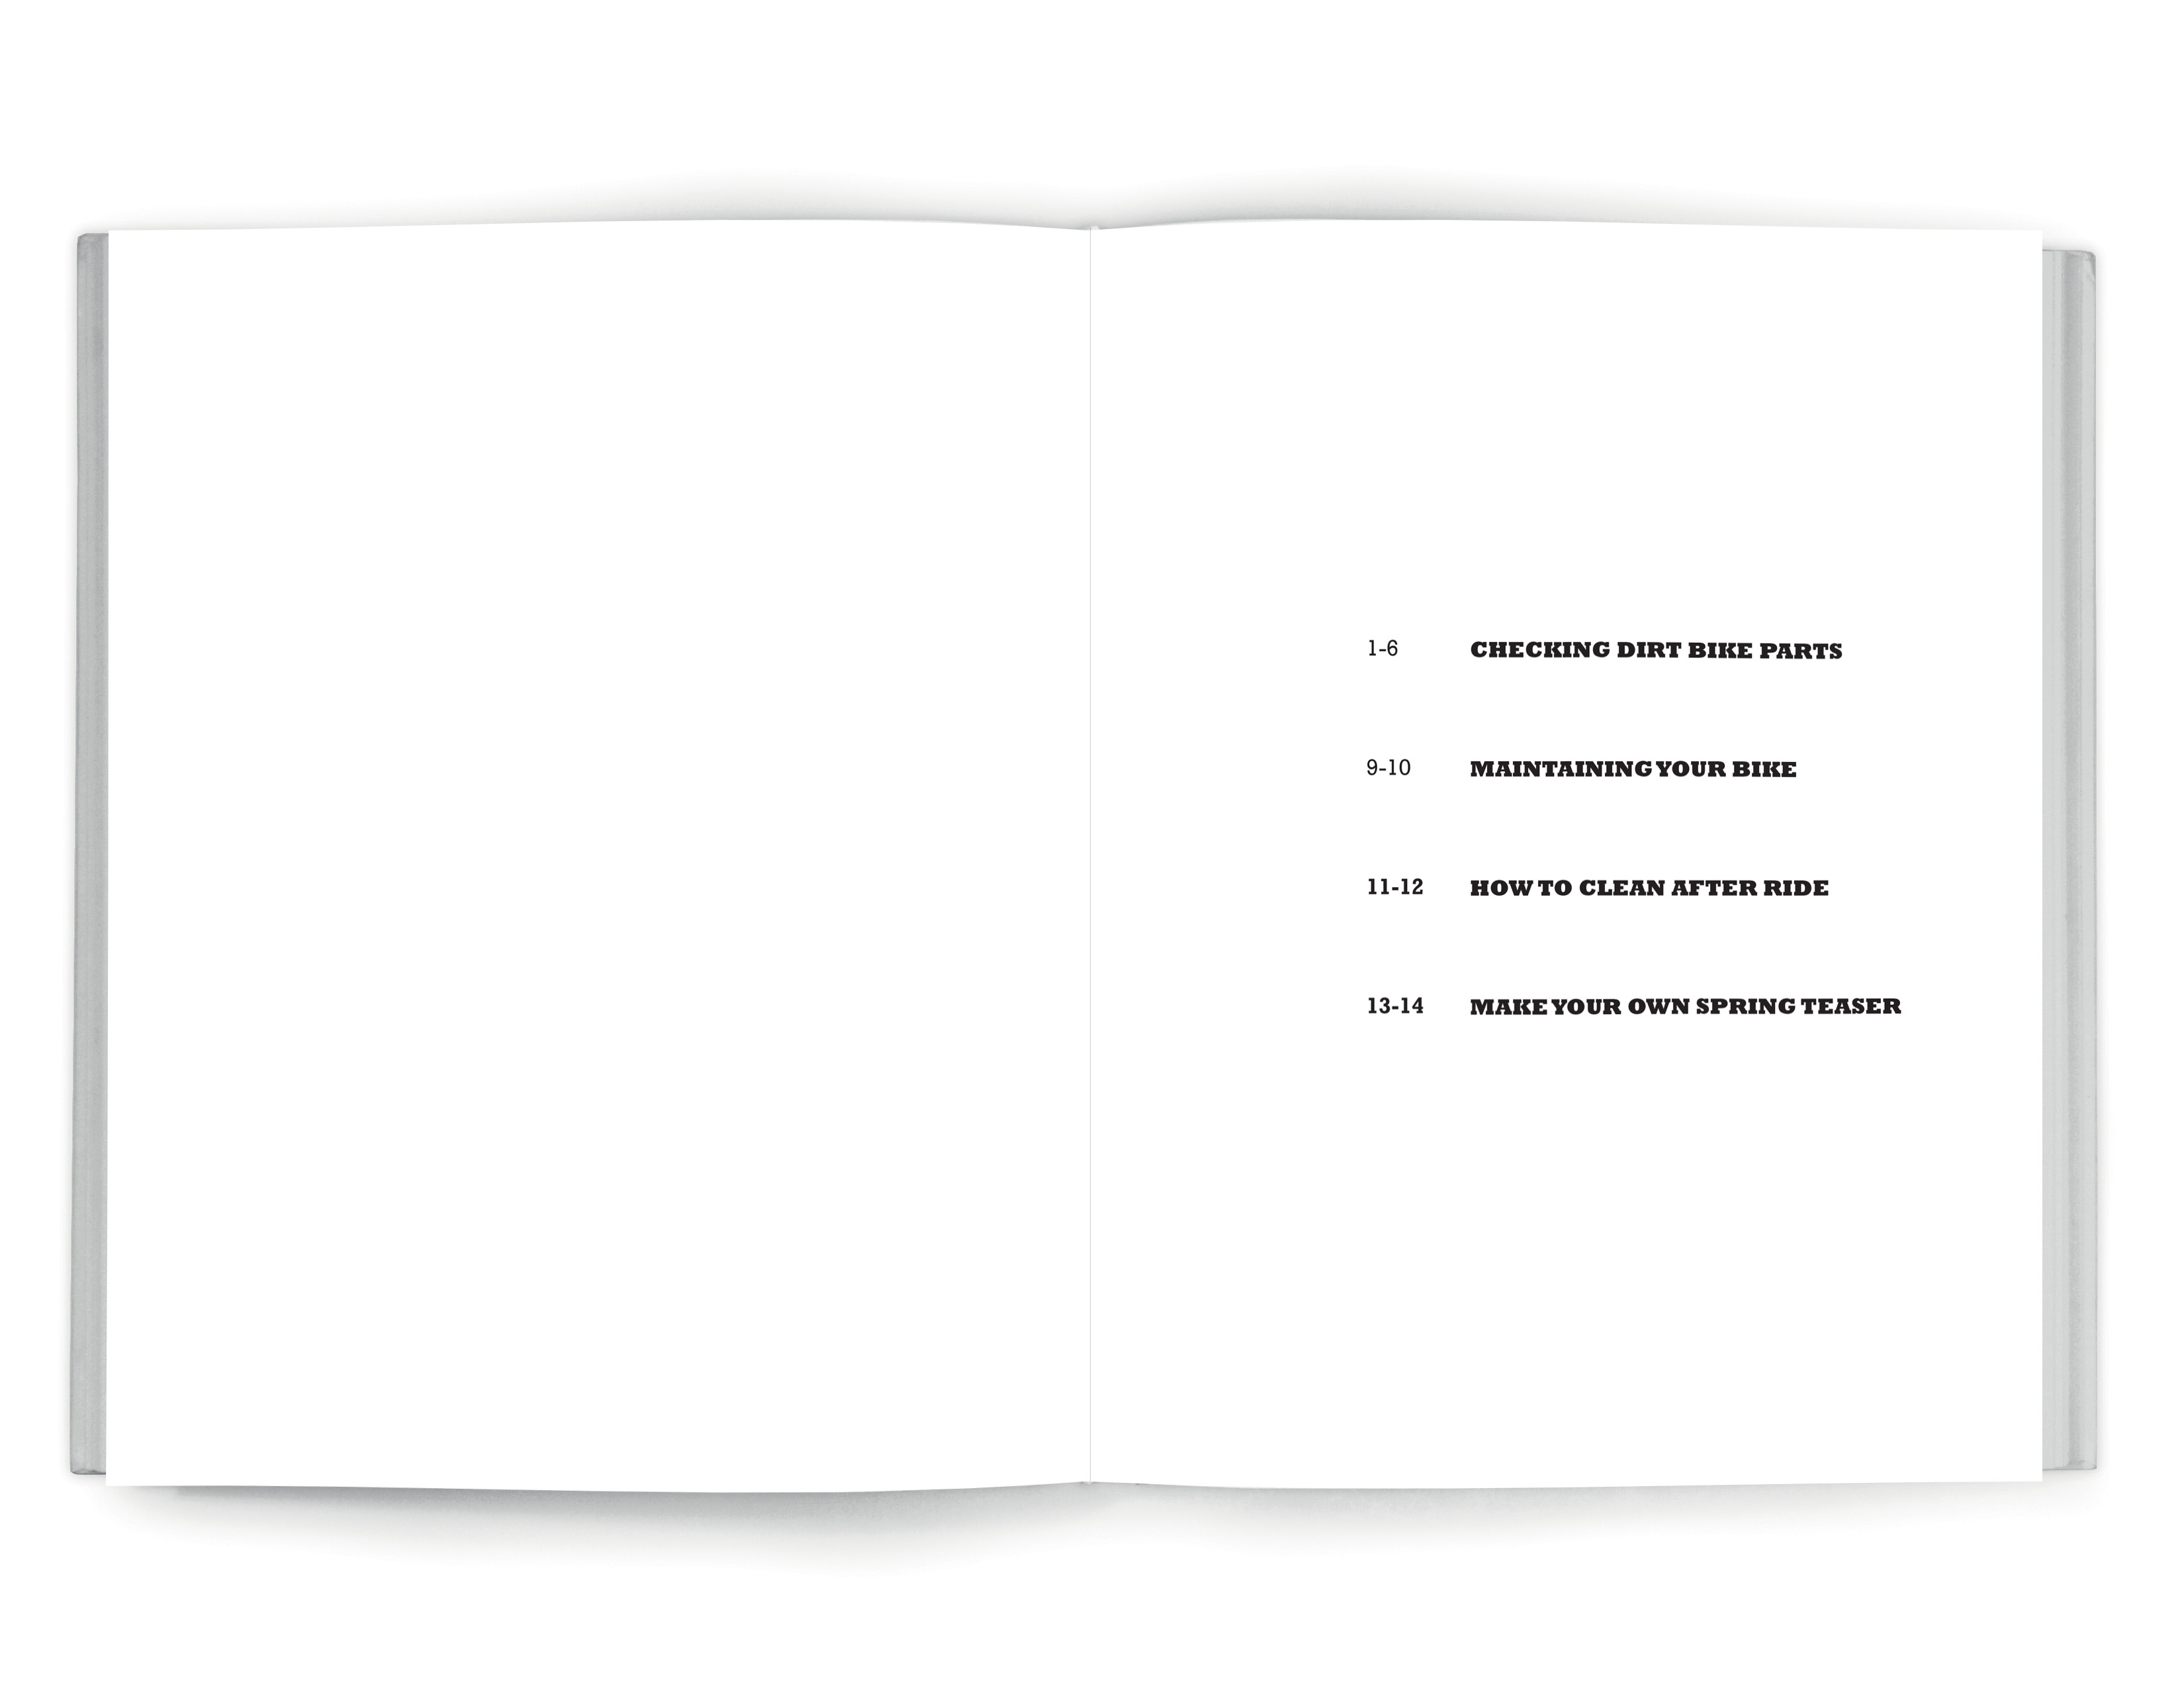 1-6 CHECKING DIRT BIKE PARTS
9-10 MAINTAINING YOUR BIKE
11-12 HOW TO CLEAN AFTER RIDE
13-14 MAKE YOUR OWN SPRING TEASER